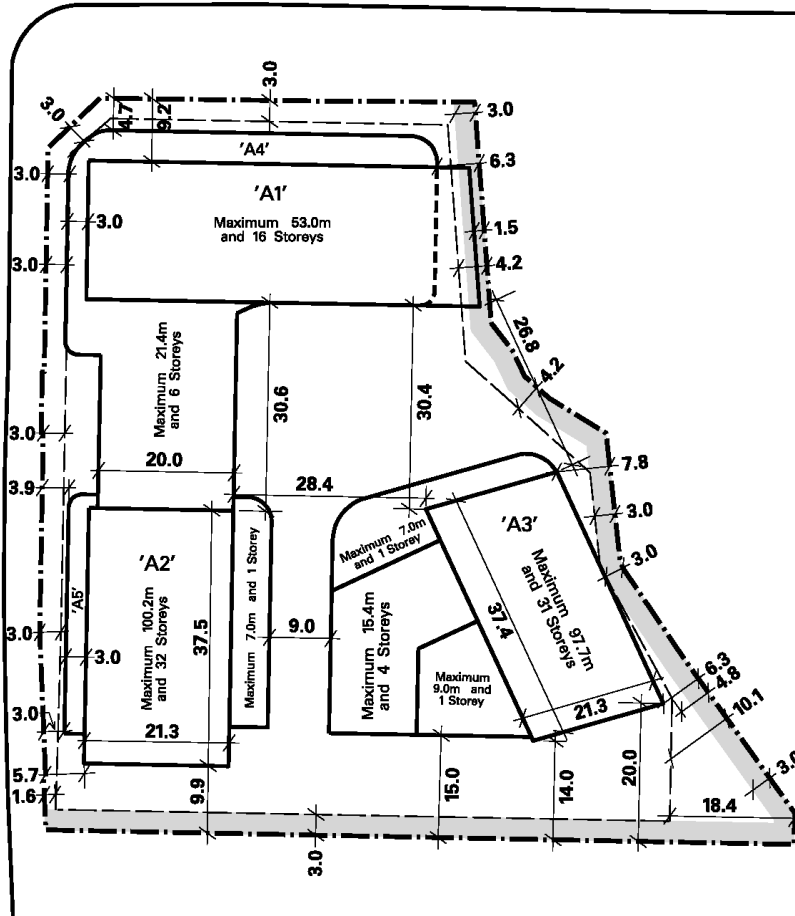 3.0
3.0
4.7
9.2
3.0
'A4'
6.3
3.0
'A1'
Maximum 53.0m
and 16 Storeys
3.0
1.5
3.0
4.2
26.8
Maximum 21.4m
and 6 Storeys
30.6
30.4
4.2
3.0
20.0
7.8
3.9
28.4
3.0
Maximum 7.0m
and 1 Storey
'A3'
Maximum 97.7m
and 31 Storeys
37.4
3.0
'A2'
Maximum 100.2m
and 32 Storeys
37.5
Maximum 7.0m and 1 Storey
'A5'
9.0
Maximum 15.4m
and 4 Storeys
3.0
3.0
Maximum
9.0m and
1 Storey
6.3
4.8
10.1
3.0
21.3
21.3
5.7
1.6
9.9
15.0
14.0
20.0
3.0
18.4
3.0